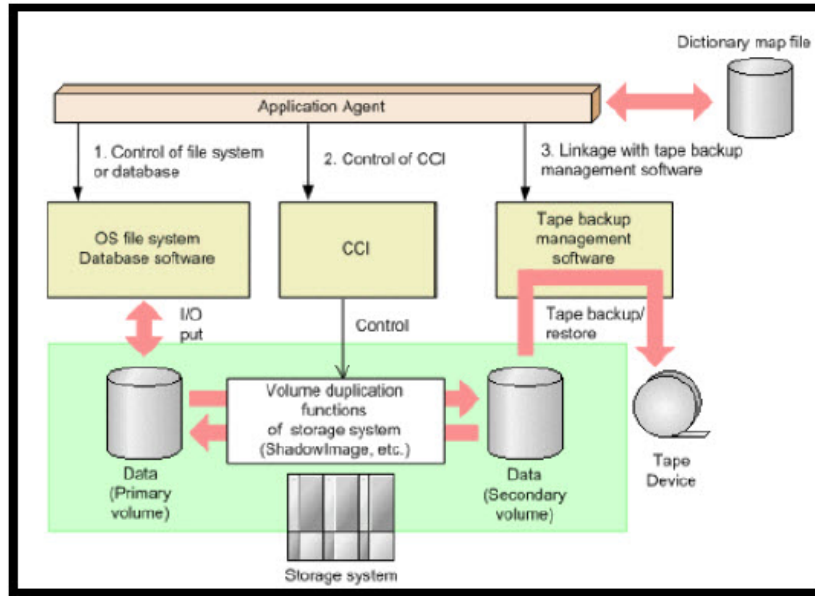 Dictionary map file
Application Agent
1. Control of file system
or database
2. Control of CCI
3. Linkage with tape backup
management software
OS file system
Database software
CCI
Tape backup
management
software
I/O
put
Control
Tape backup/
restore
Volume duplication
functions
of storage system
(ShadowImage, etc.)
Data
(Primary
volume)
Data
(Secondary
volume)
Tape
Device
Storage system